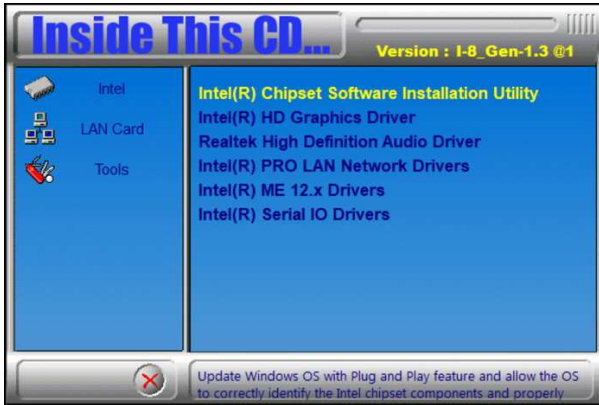 Inside This CD...
Version : I-8_Gen-1.3 @1
Intel
LAN Card
Tools
Intel(R) Chipset Software Installation Utility
Intel(R) HD Graphics Driver
Realtek High Definition Audio Driver
Intel(R) PRO LAN Network Drivers
Intel(R) ME 12.x Drivers
Intel(R) Serial IO Drivers
Update Windows OS with Plug and Play feature and allow the OS
to correctly identify the Intel chipset components and properly